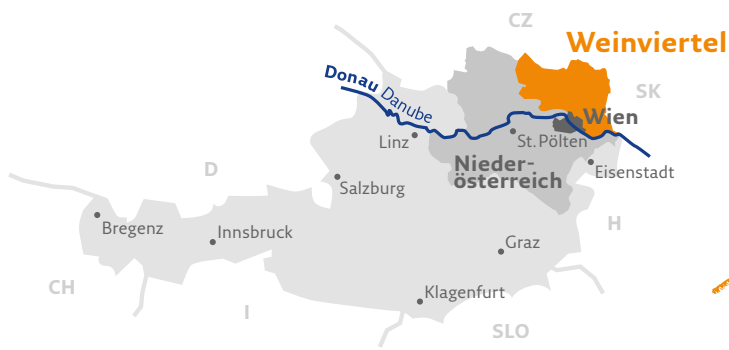 CZ
Weinviertel
Donau Danube
SK
Wien
Linz
St. Pölten
Nieder-
österreich
Eisenstadt
D
Salzburg
Bregenz
Innsbruck
H
Graz
CH
Klagenfurt
I
SLO